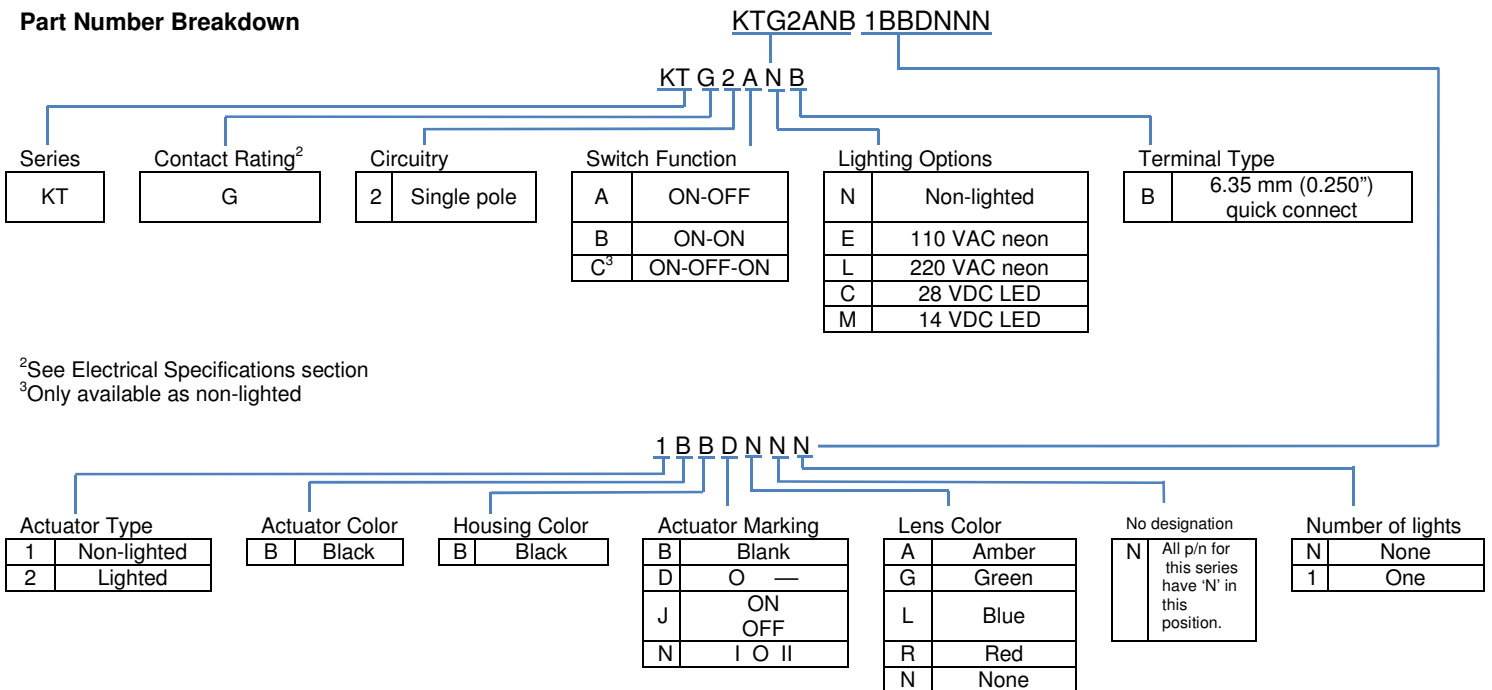 Part Number Breakdown
KTG2ANB 1BBDNNN
KT G 2 A N B
Series
KT
Contact Rating2
G
Circuitry
2 Single pole
Switch Function
A ON-OFF
B ON-ON
C3 ON-OFF-ON
Lighting Options
N Non-lighted
E 110 VAC neon
L 220 VAC neon
C 28 VDC LED
M 14 VDC LED
Terminal Type
B 6.35 mm (0.250”)
quick connect
2See Electrical Specifications section
3Only available as non-lighted
1 B B D N N N
Actuator Type
1 Non-lighted
2 Lighted
Actuator Color
B Black
Housing Color
B Black
Actuator Marking
B Blank
D O —
J ON
OFF
N I O II
Lens Color
A Amber
G Green
L Blue
R Red
N None
No designation
N All p/n for
this series
have ‘N’ in
this
position.
Number of lights
N None
1 One